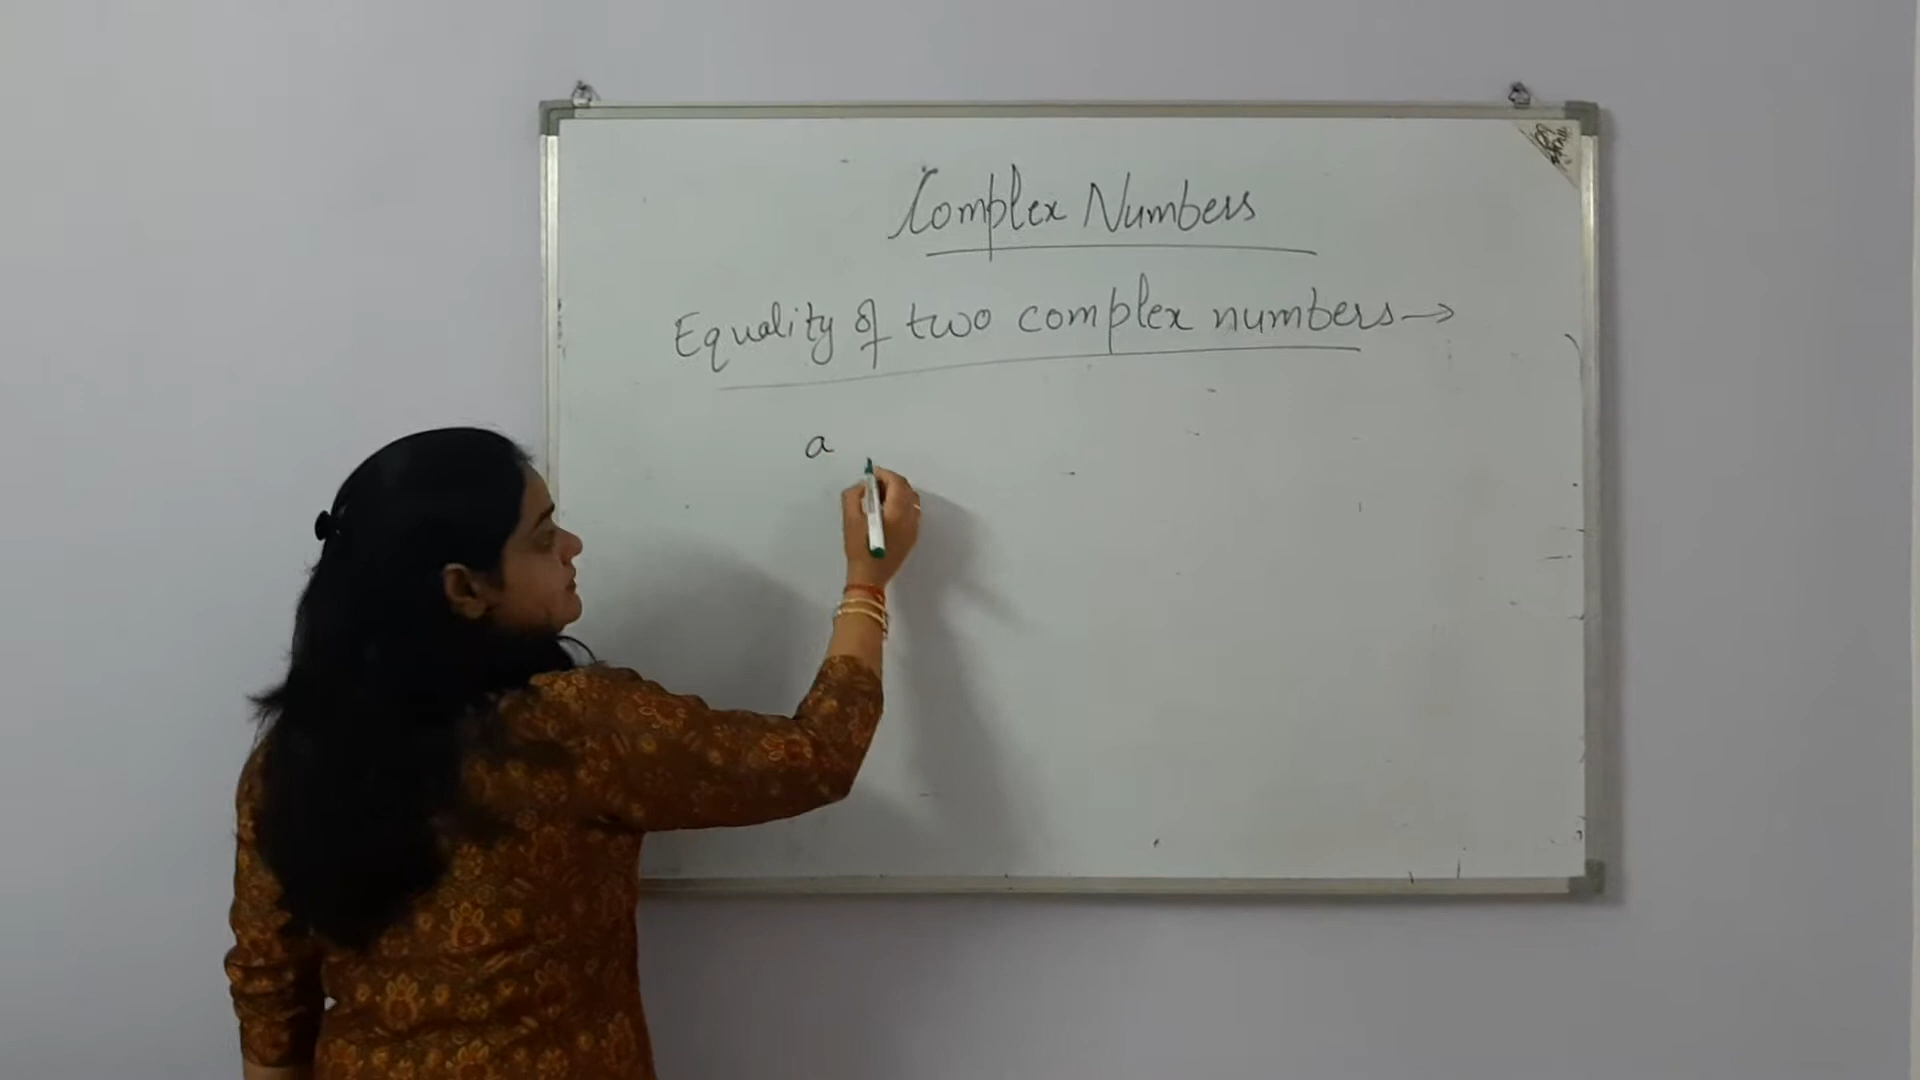 Complex Numbers
Equality of two complex numbers →
a